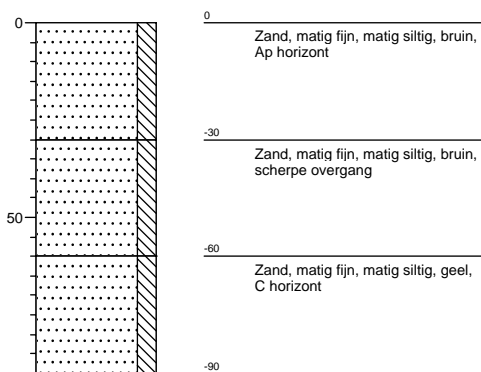 0
0
Zand, matig fijn, matig siltig, bruin,
Ap horizont
-30
Zand, matig fijn, matig siltig, bruin,
scherpe overgang
50
-60
Zand, matig fijn, matig siltig, geel,
C horizont
-90